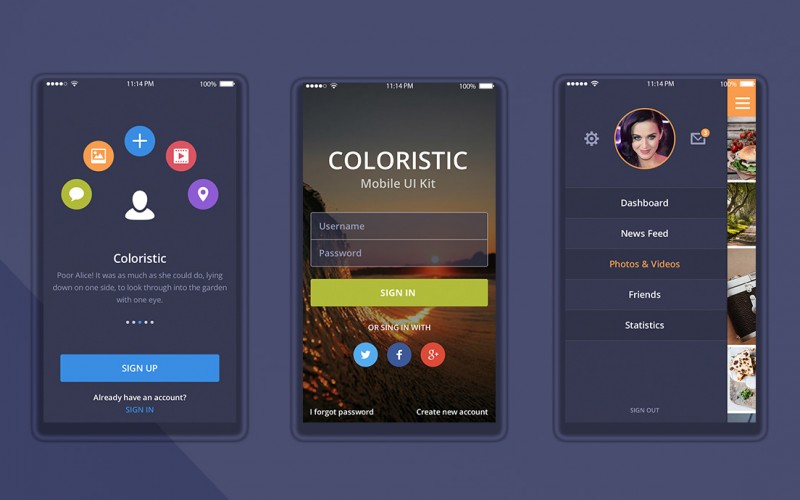 11:14 PM 100%
Coloristic
Poor Alice! It was as much as she could do, lying
down on one side, to look through into the garden
with one eye.
SIGN UP
Already have an account?
SIGN IN
11:14 PM 100%
COLORISTIC
Mobile UI Kit
Username
Password
SIGN IN
OR SING IN WITH
f g+
I forgot password Create new account
11:14 PM 100%
3
Dashboard
News Feed
Photos & Videos
Friends
Statistics
SIGN OUT